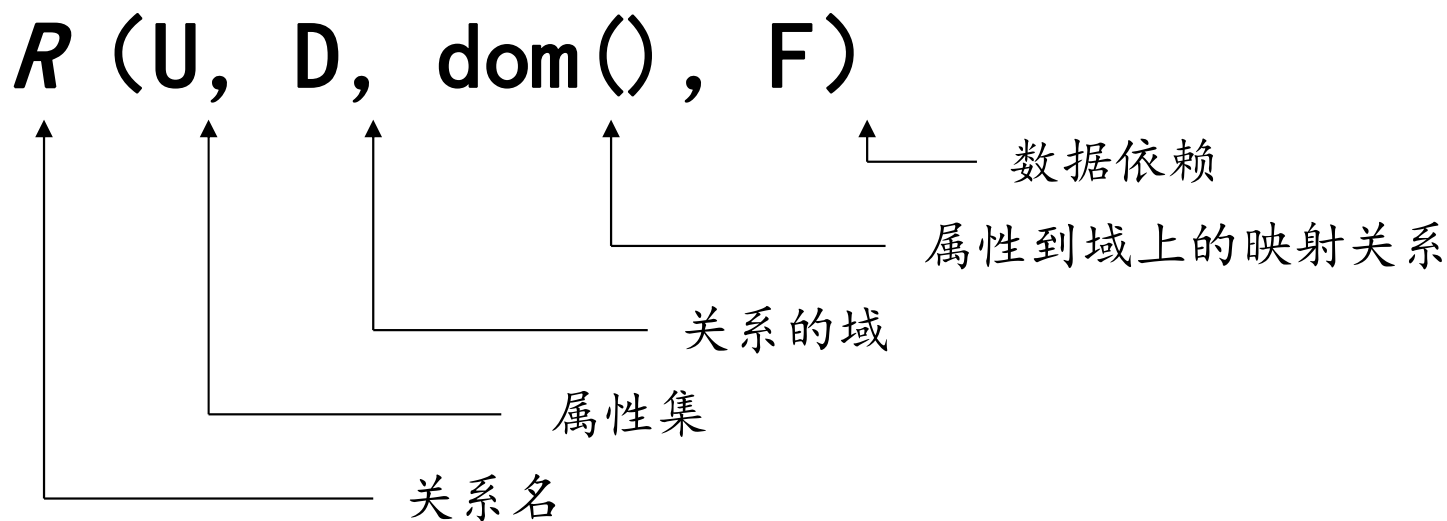 R（U, D, dom(), F）
数据依赖
属性到域上的映射关系
关系的域
属性集
关系名